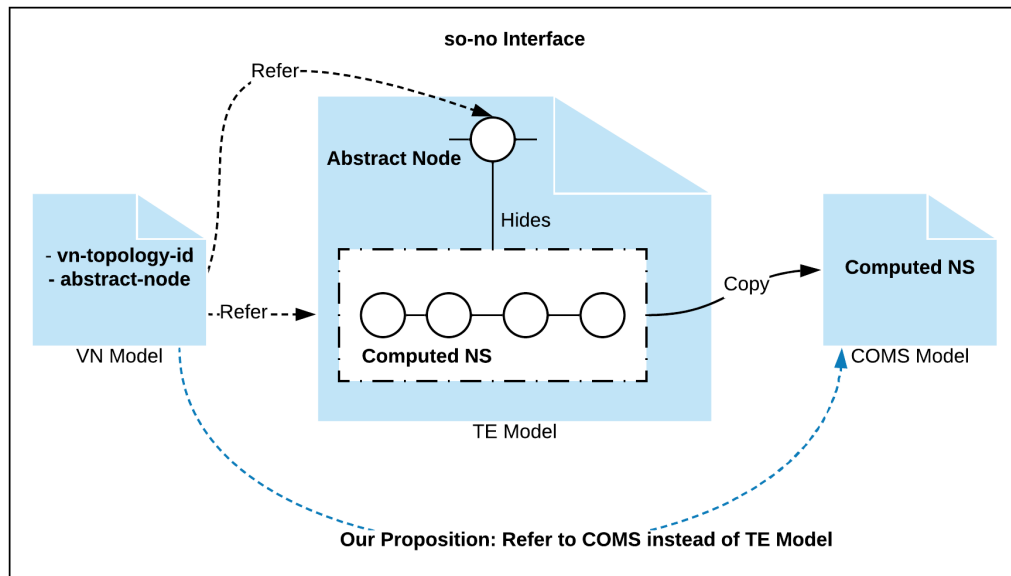 so-no Interface
Refer
Abstract Node
Hides
- vn-topology-id
- abstract-node
Computed NS
Copy
Refer
Computed NS
VN Model
COMS Model
TE Model
Our Proposition: Refer to COMS instead of TE Model